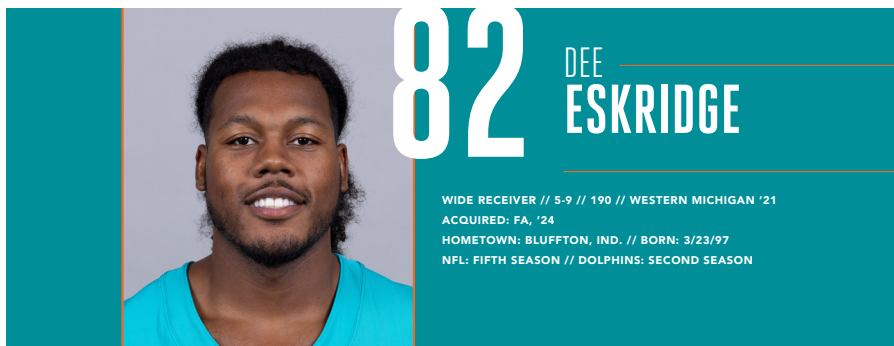 82
DEE
ESKRIDGE
WIDE RECEIVER // 5-9 // 190 // WESTERN MICHIGAN ’21
ACQUIRED: FA, ’24
HOMETOWN: BLUFFTON, IND. // BORN: 3/23/97
NFL: FIFTH SEASON // DOLPHINS: SECOND SEASON